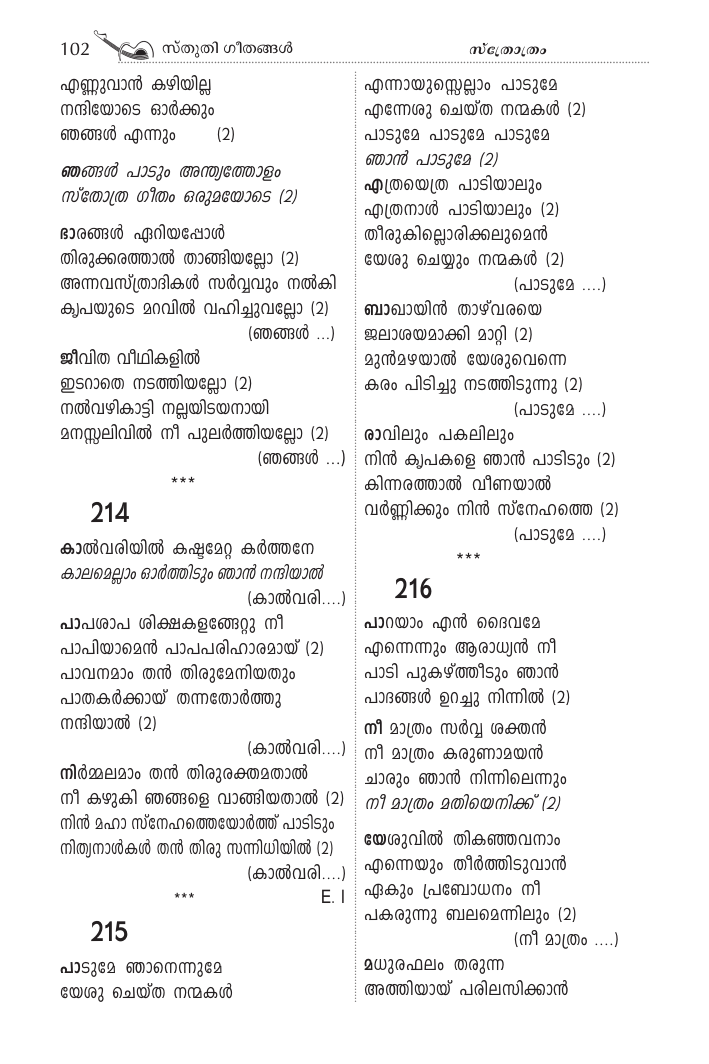 102 സ്തുതി ഗീതങ്ങൾ
സ്ത്രോത്രം
എണ്ണുവാൻ കഴിയില്ല
നന്ദിയോടെ ഓർക്കും
ഞങ്ങൾ എന്നും (2)
ഞങ്ങൾ പാടും അന്ത്യത്തോളം
സ്തോത്ര ഗീതം ഒരുമയോടെ (2)
ഭാരങ്ങൾ ഏറിയപ്പോൾ
തിരുക്കരത്താൽ താങ്ങിയല്ലോ (2)
അന്നവസ്ത്രാദികൾ സർവ്വവും നൽകി
കൃപയുടെ മറവിൽ വഹിച്ചുവല്ലോ (2)
(ഞങ്ങൾ ...)
ജീവിത വീഥികളിൽ
ഇടറാതെ നടത്തിയല്ലോ (2)
നൽവഴികാട്ടി നല്ലയിടയനായി
മനസ്സലിവിൽ നീ പുലർത്തിയല്ലോ (2)
(ഞങ്ങൾ ...)
***
214
കാൽവരിയിൽ കഷ്ടമേറ്റ കർത്തനേ
കാലമെല്ലാം ഓർത്തിടും ഞാൻ നന്ദിയാൽ
(കാൽവരി....)
പാപശാപ ശിക്ഷകളങ്ങേറ്റു നീ
പാപിയാമെൻ പാപപരിഹാരമായ് (2)
പാവനമാം തൻ തിരുമേനിയതും
പാതകർക്കായ് തന്നതോർത്തു
നന്ദിയാൽ (2)
(കാൽവരി....)
നിർമ്മലമാം തൻ തിരുരക്തമതാൽ
നീ കഴുകി ഞങ്ങളെ വാങ്ങിയതാൽ (2)
നിൻ മഹാ സ്നേഹത്തെയോർത്ത് പാടിടും
നിത്യനാൾകൾ തൻ തിരു സന്നിധിയിൽ (2)
(കാൽവരി....)
*** E. I
215
പാടുമേ ഞാനെന്നുമേ
യേശു ചെയ്ത നന്മകൾ
എന്നായുസ്സെല്ലാം പാടുമേ
എന്നേശു ചെയ്ത നന്മകൾ (2)
പാടുമേ പാടുമേ പാടുമേ
ഞാൻ പാടുമേ (2)
എത്രയെത്ര പാടിയാലും
എത്രനാൾ പാടിയാലും (2)
തീരുകില്ലൊരിക്കലുമെൻ
യേശു ചെയ്യും നന്മകൾ (2)
(പാടുമേ ....)
ബാഖായിൻ താഴ്വരയെ
ജലാശയമാക്കി മാറ്റി (2)
മുൻമഴയാൽ യേശുവെന്നെ
കരം പിടിച്ചു നടത്തിടുന്നു (2)
(പാടുമേ ....)
രാവിലും പകലിലും
നിൻ കൃപകളെ ഞാൻ പാടിടും (2)
കിന്നരത്താൽ വീണയാൽ
വർണ്ണിക്കും നിൻ സ്നേഹത്തെ (2)
(പാടുമേ ....)
***
216
പാറയാം എൻ ദൈവമേ
എന്നെന്നും ആരാധ്യൻ നീ
പാടി പുകഴ്ത്തീടും ഞാൻ
പാദങ്ങൾ ഉറച്ചു നിന്നിൽ (2)
നീ മാത്രം സർവ്വ ശക്തൻ
നീ മാത്രം കരുണാമയൻ
ചാരും ഞാൻ നിന്നിലെന്നും
നീ മാത്രം മതിയെനിക്ക് (2)
യേശുവിൽ തികഞ്ഞവനാം
എന്നെയും തീർത്തിടുവാൻ
ഏകും പ്രബോധനം നീ
പകരുന്നു ബലമെന്നിലും (2)
(നീ മാത്രം ....)
മധുരഫലം തരുന്ന
അത്തിയായ് പരിലസിക്കാൻ